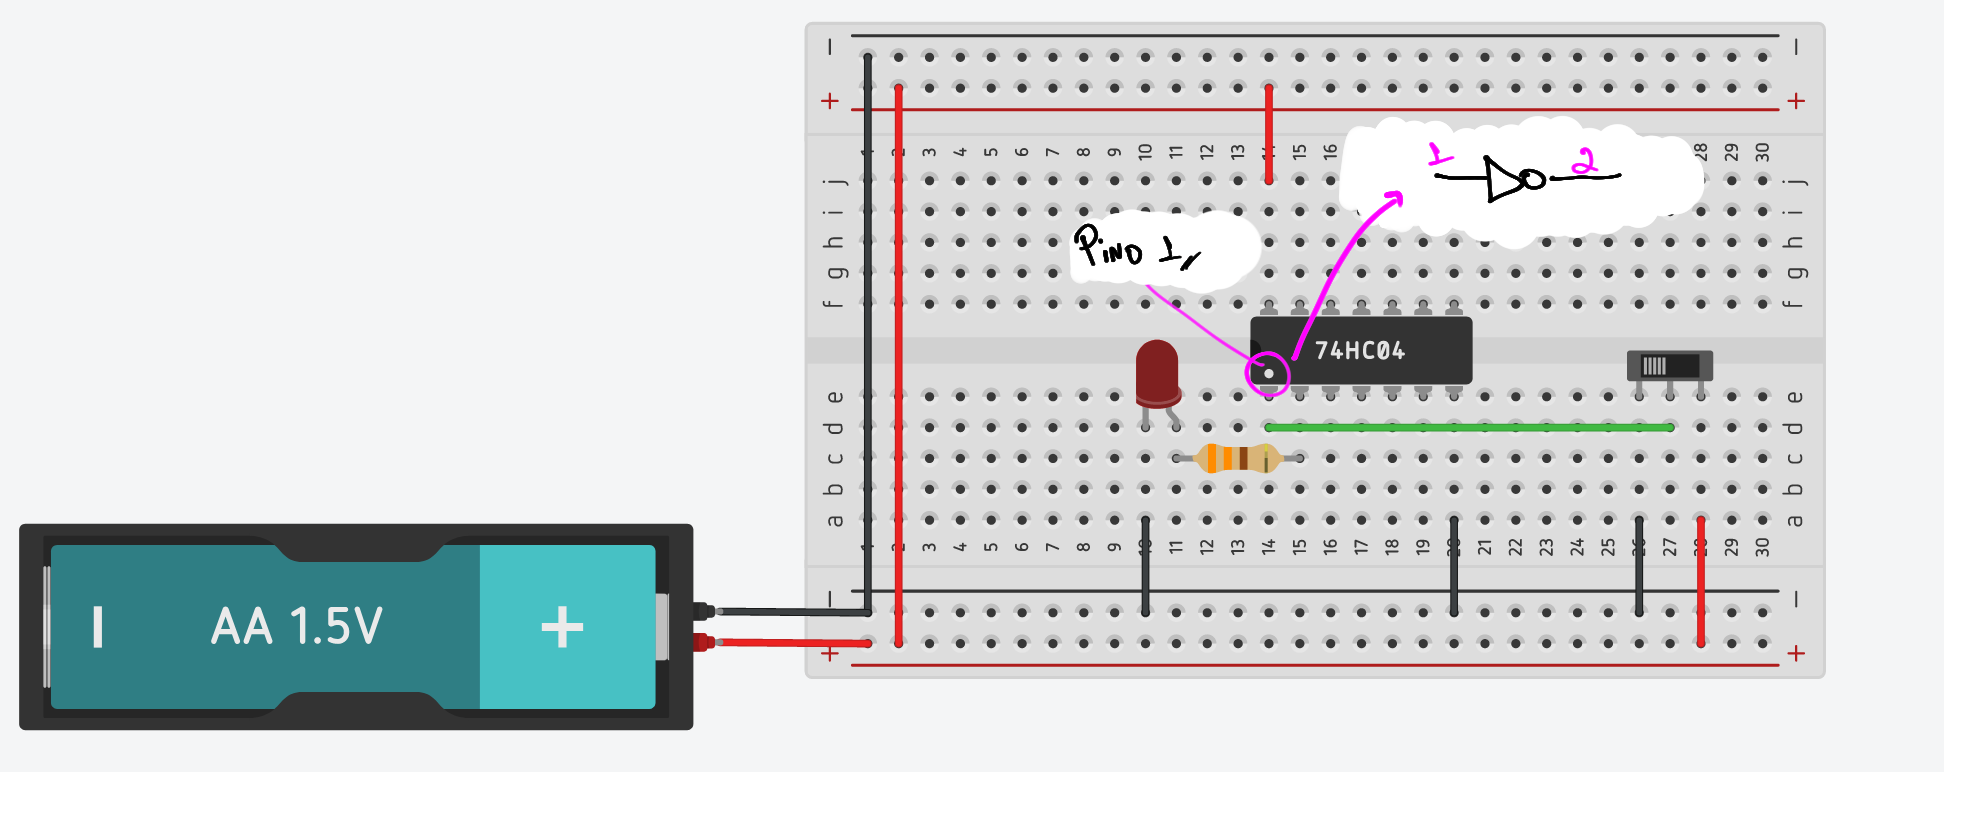 − −
+ +
1 2 3 4 5 6 7 8 9 10 11 12 13 14 15 16 28 29 30
1 2
j j
i i
h h
Pino 1
g g
f f
74HC04
e e
d d
c c
b b
a a
1 2 3 4 5 6 7 8 9 10 11 12 13 14 15 16 17 18 19 20 21 22 23 24 25 26 27 28 29 30
− −
+ +
− AA 1.5V +